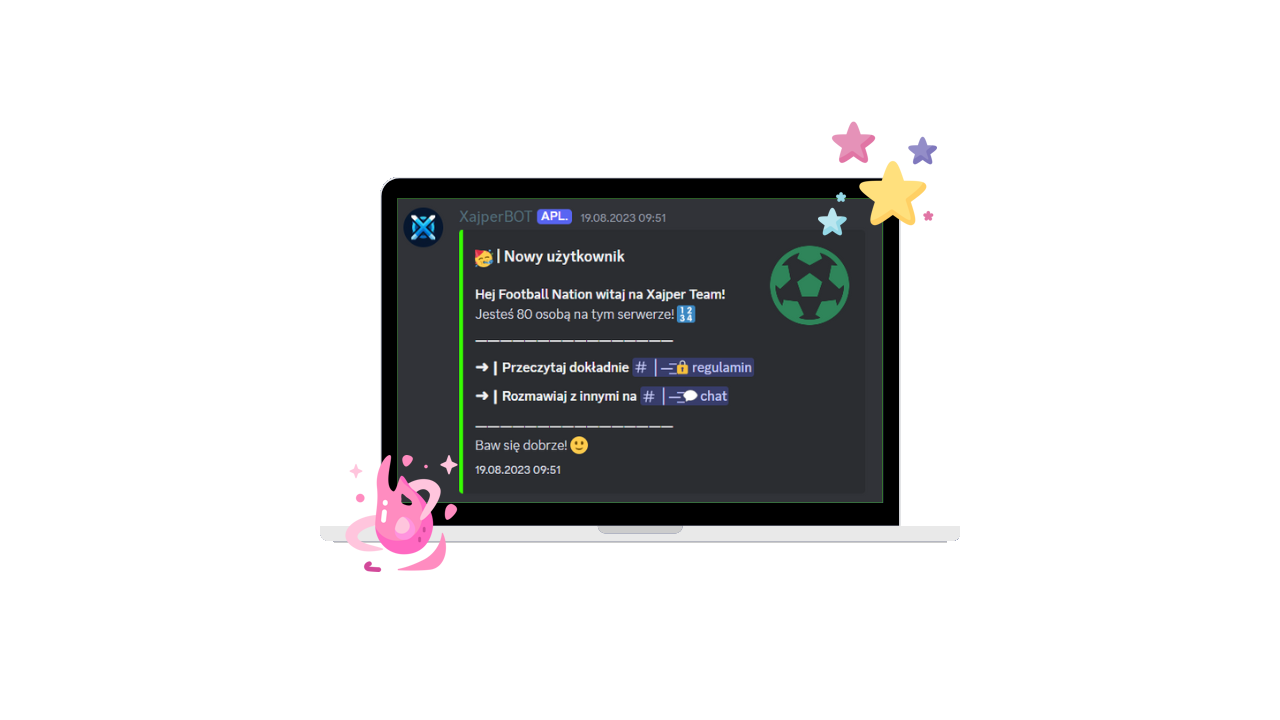 XajperBOT APL. 19.08.2023 09:51
🥳 | Nowy użytkownik
Hej Football Nation witaj na Xajper Team!
Jesteś 80 osobą na tym serwerze! 🔢
————————————————
➜ | Przeczytaj dokładnie # │—͞🔒 regulamin
➜ | Rozmawiaj z innymi na # │—͞💬 chat
————————————————
Baw się dobrze! 🙂
19.08.2023 09:51